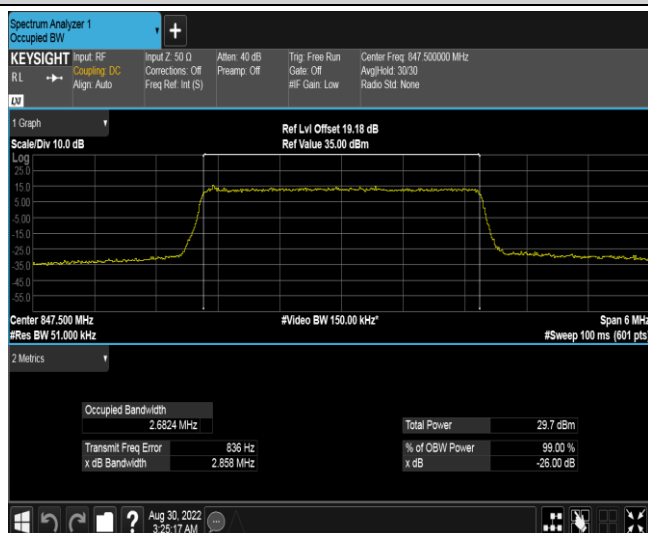 Spectrum Analyzer 1
Occupied BW
+
KEYSIGHT
R L
LXI
Input: RF
Coupling: DC
Align: Auto
Input Z: 50 Ω
Corrections: Off
Freq Ref: Int (S)
Atten: 40 dB
Preamp: Off
Trig: Free Run
Gate: Off
#IF Gain: Low
Center Freq: 847.500000 MHz
Avg|Hold: 30/30
Radio Std: None
1 Graph
Scale/Div 10.0 dB
Ref Lvl Offset 19.18 dB
Ref Value 35.00 dBm
Log
25.0
15.0
5.00
-5.00
-15.0
-25.0
-35.0
-45.0
-55.0
Center 847.500 MHz
#Res BW 51.000 kHz
#Video BW 150.00 kHz*
Span 6 MHz
#Sweep 100 ms (601 pts)
2 Metrics
Occupied Bandwidth
2.6824 MHz
Transmit Freq Error 836 Hz
x dB Bandwidth 2.858 MHz
Total Power 29.7 dBm
% of OBW Power 99.00 %
x dB -26.00 dB
?
Aug 30, 2022
3:25:17 AM